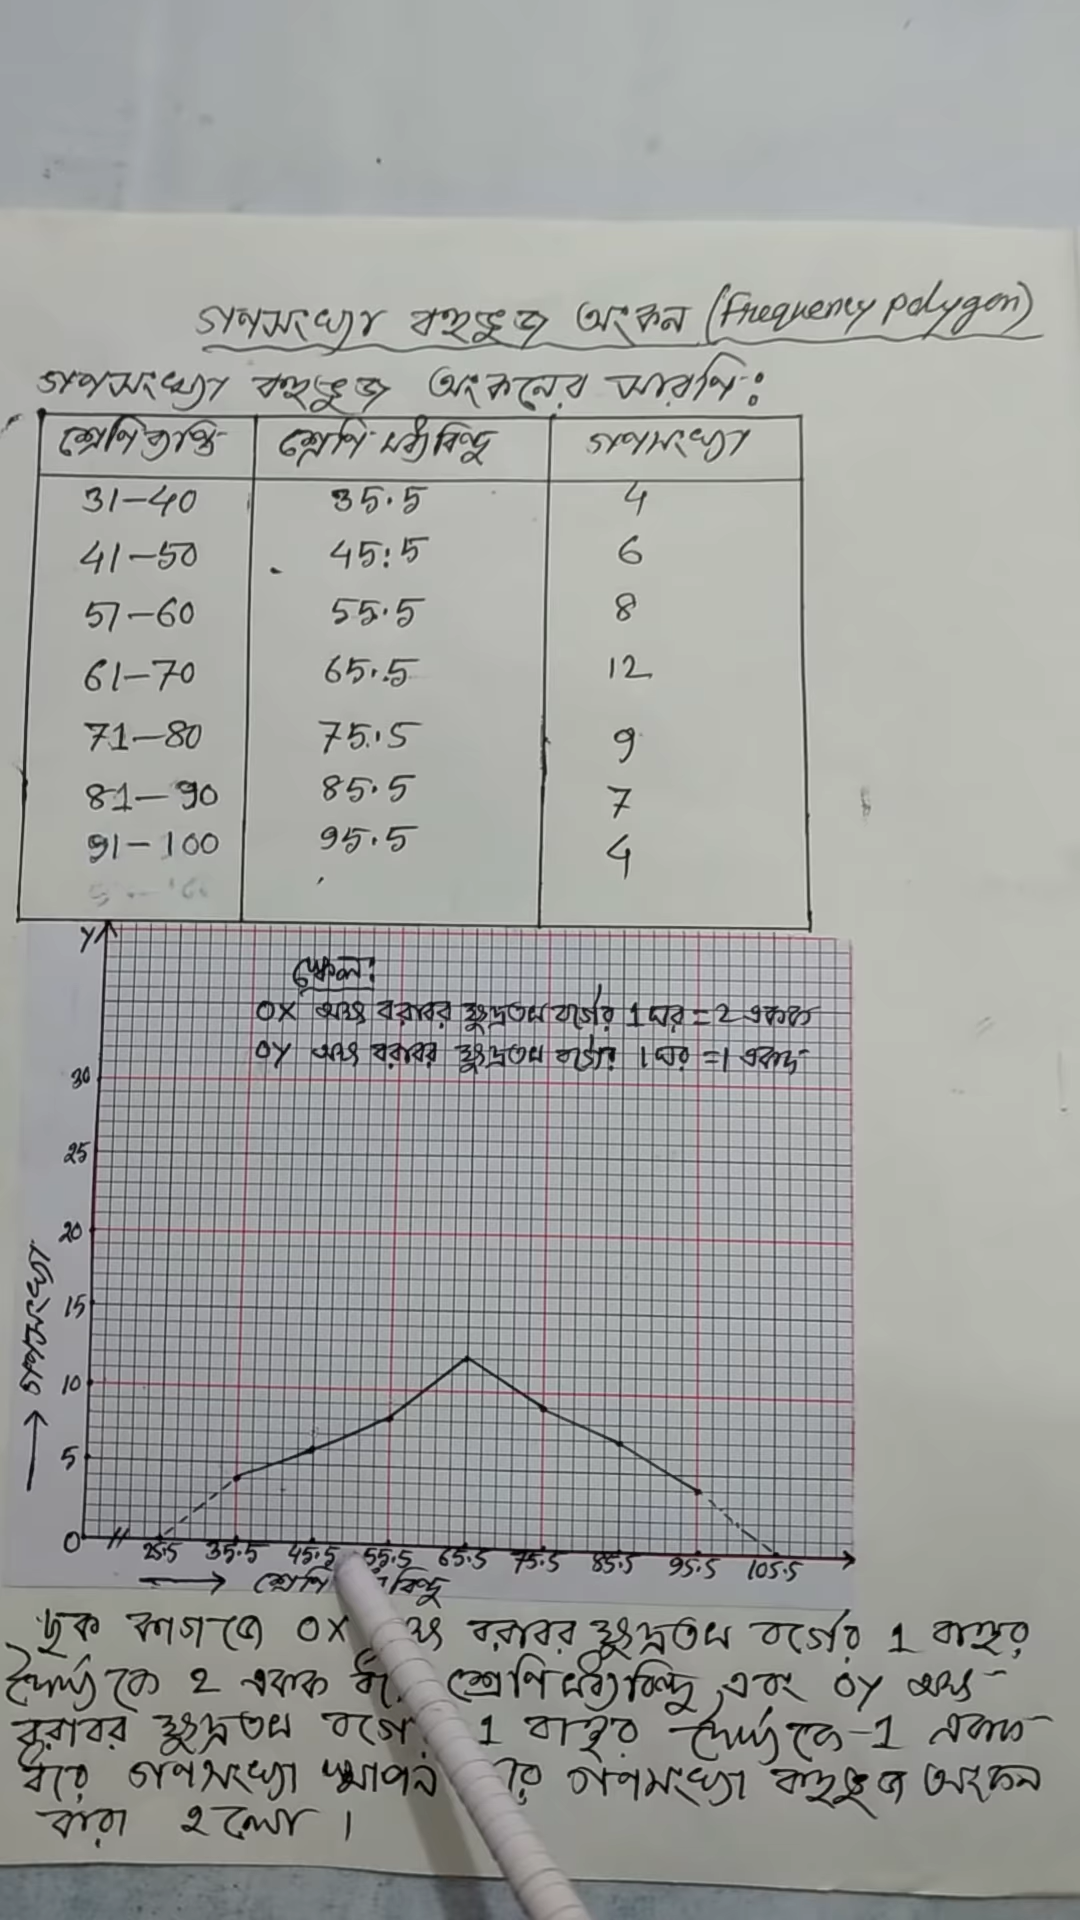 গণসংখ্যা বহুভুজ অংকন (Frequency polygon)
গণসংখ্যা বহুভুজ অংকনের সারণি:
শ্রেণি ব্যাপ্তি শ্রেণি মধ্যবিন্দু গণসংখ্যা
31-40 35.5 4
41-50 45.5 6
51-60 55.5 8
61-70 65.5 12
71-80 75.5 9
81-90 85.5 7
91-100 95.5 4
Y
স্কেল:
OX অক্ষ বরাবর ক্ষুদ্রতম বর্গের 1 ঘর = 2 একক
OY অক্ষ বরাবর ক্ষুদ্রতম বর্গের 1 ঘর = 1 একক
30
25
20
15
10
5
0
গণসংখ্যা
25.5 35.5 45.5 55.5 65.5 75.5 85.5 95.5 105.5
শ্রেণি বিন্দু
ছক কাগজে OX বরাবর ক্ষুদ্রতম বর্গের 1 বাহুর
দৈর্ঘ্যকে 2 একক শ্রেণি মধ্যবিন্দু এবং OY অক্ষ
বরাবর ক্ষুদ্রতম 1 বাহুর দৈর্ঘ্যকে 1 একক
ধরে গণসংখ্যা স্থাপন গণসংখ্যা বহুভুজ অংকন
করা হলো।